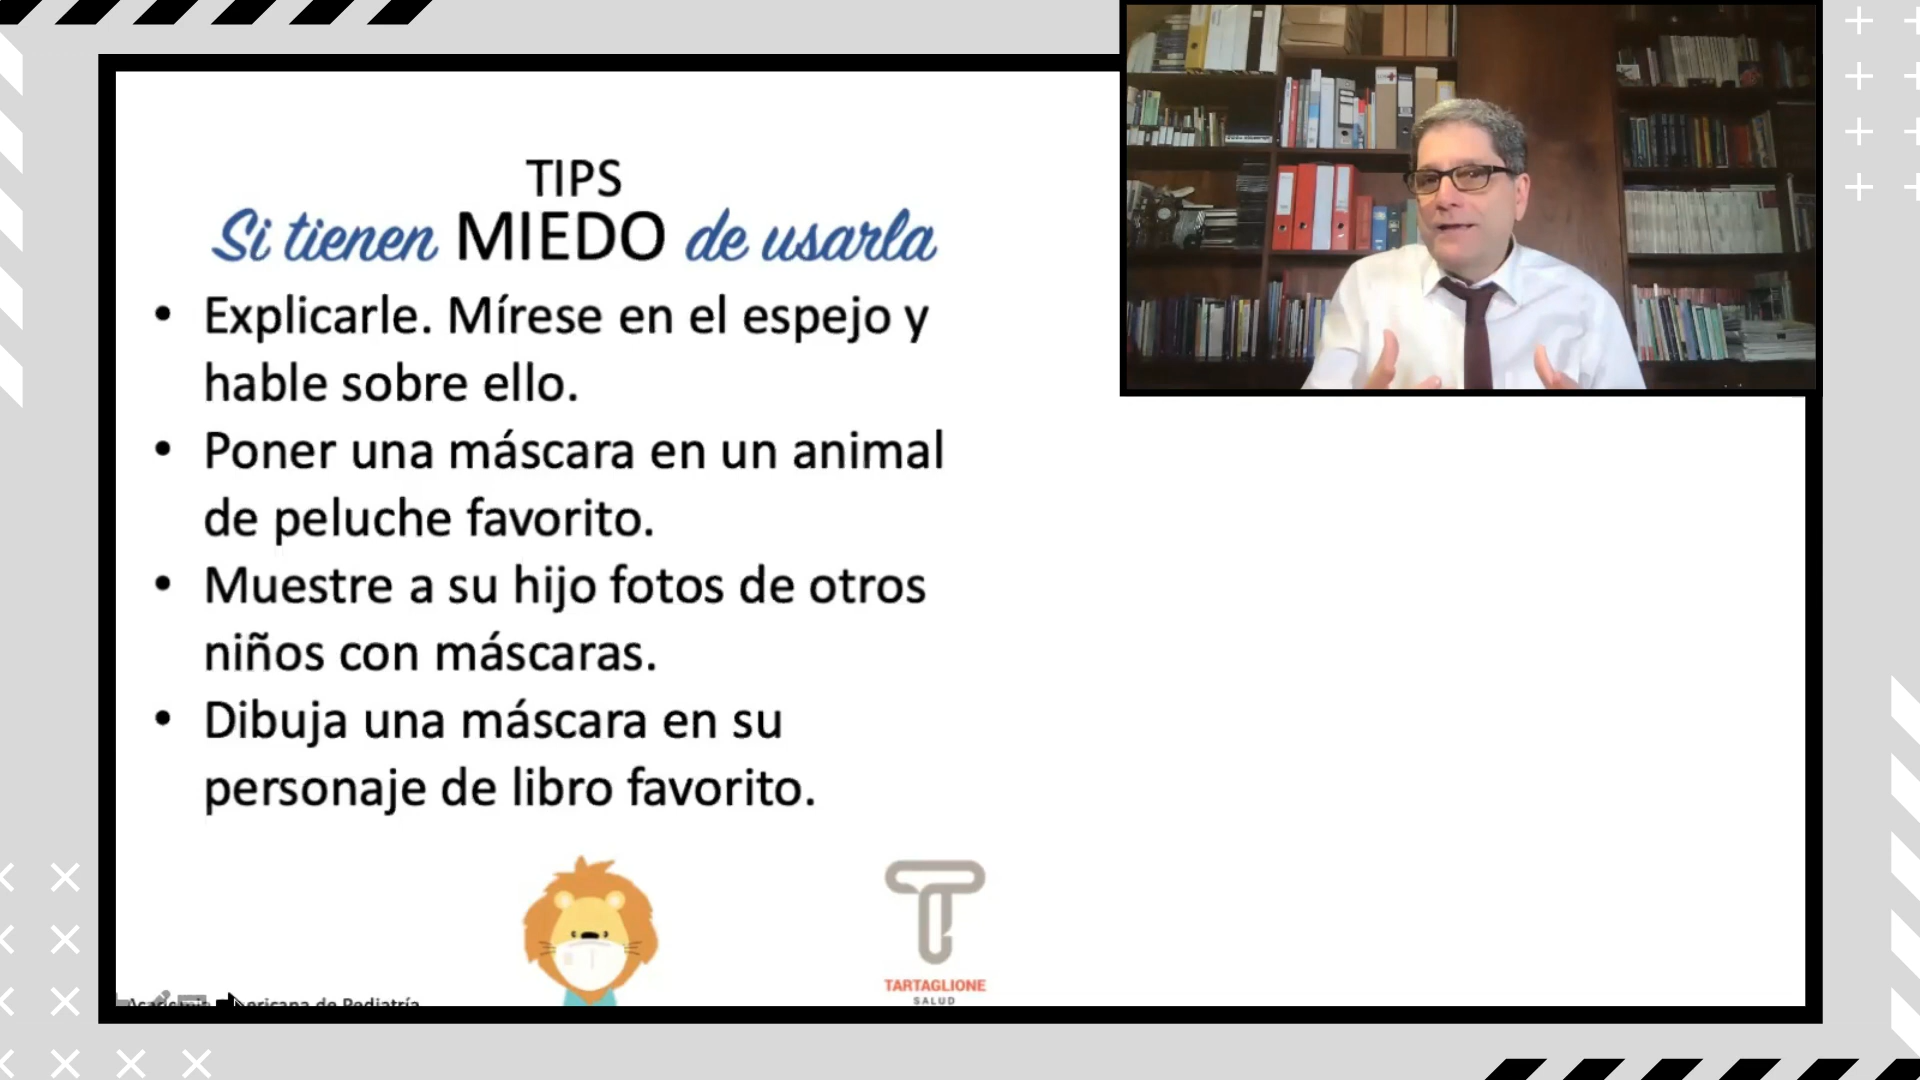 TIPS
Si tienen MIEDO de usarla
• Explicarle. Mírese en el espejo y
hable sobre ello.
• Poner una máscara en un animal
de peluche favorito.
• Muestre a su hijo fotos de otros
niños con máscaras.
• Dibuja una máscara en su
personaje de libro favorito.
TARTAGLIONE
SALUD
de Pediatría